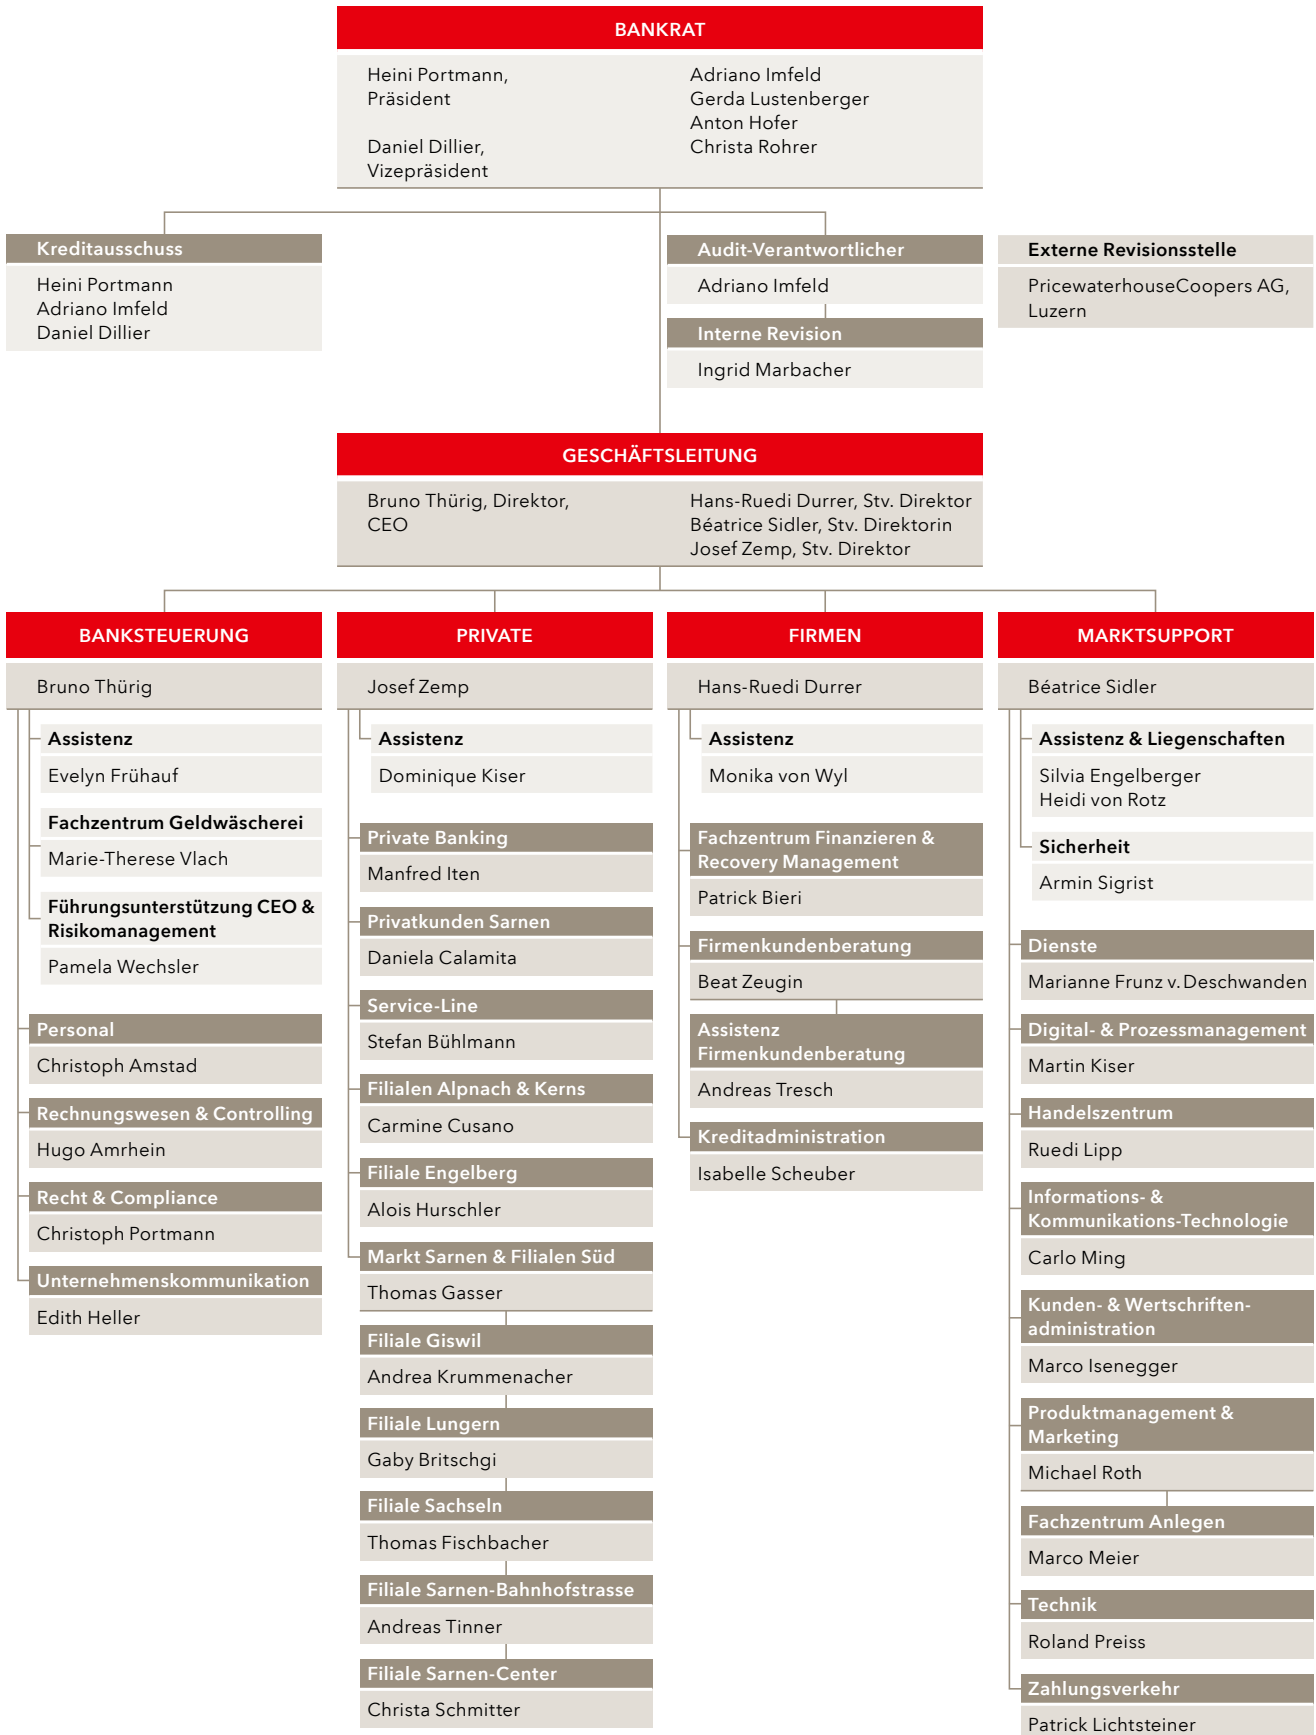 BANKRAT
Heini Portmann,
Präsident
Daniel Dillier,
Vizepräsident
Adriano Imfeld
Gerda Lustenberger
Anton Hofer
Christa Rohrer
Kreditausschuss
Heini Portmann
Adriano Imfeld
Daniel Dillier
Audit-Verantwortlicher
Adriano Imfeld
Interne Revision
Ingrid Marbacher
Externe Revisionsstelle
PricewaterhouseCoopers AG,
Luzern
GESCHÄFTSLEITUNG
Bruno Thürig, Direktor,
CEO
Hans-Ruedi Durrer, Stv. Direktor
Béatrice Sidler, Stv. Direktorin
Josef Zemp, Stv. Direktor
BANKSTEUERUNG
Bruno Thürig
Assistenz
Evelyn Frühauf
Fachzentrum Geldwäscherei
Marie-Therese Vlach
Führungsunterstützung CEO &
Risikomanagement
Pamela Wechsler
Personal
Christoph Amstad
Rechnungswesen & Controlling
Hugo Amrhein
Recht & Compliance
Christoph Portmann
Unternehmenskommunikation
Edith Heller
PRIVATE
Josef Zemp
Assistenz
Dominique Kiser
Private Banking
Manfred Iten
Privatkunden Sarnen
Daniela Calamita
Service-Line
Stefan Bühlmann
Filialen Alpnach & Kerns
Carmine Cusano
Filiale Engelberg
Alois Hurschler
Markt Sarnen & Filialen Süd
Thomas Gasser
Filiale Giswil
Andrea Krummenacher
Filiale Lungern
Gaby Britschgi
Filiale Sachseln
Thomas Fischbacher
Filiale Sarnen-Bahnhofstrasse
Andreas Tinner
Filiale Sarnen-Center
Christa Schmitter
FIRMEN
Hans-Ruedi Durrer
Assistenz
Monika von Wyl
Fachzentrum Finanzieren &
Recovery Management
Patrick Bieri
Firmenkundenberatung
Beat Zeugin
Assistenz
Firmenkundenberatung
Andreas Tresch
Kreditadministration
Isabelle Scheuber
MARKTSUPPORT
Béatrice Sidler
Assistenz & Liegenschaften
Silvia Engelberger
Heidi von Rotz
Sicherheit
Armin Sigrist
Dienste
Marianne Frunz v. Deschwanden
Digital- & Prozessmanagement
Martin Kiser
Handelszentrum
Ruedi Lipp
Informations- &
Kommunikations-Technologie
Carlo Ming
Kunden- & Wertschriften-
administration
Marco Isenegger
Produktmanagement &
Marketing
Michael Roth
Fachzentrum Anlegen
Marco Meier
Technik
Roland Preiss
Zahlungsverkehr
Patrick Lichtsteiner